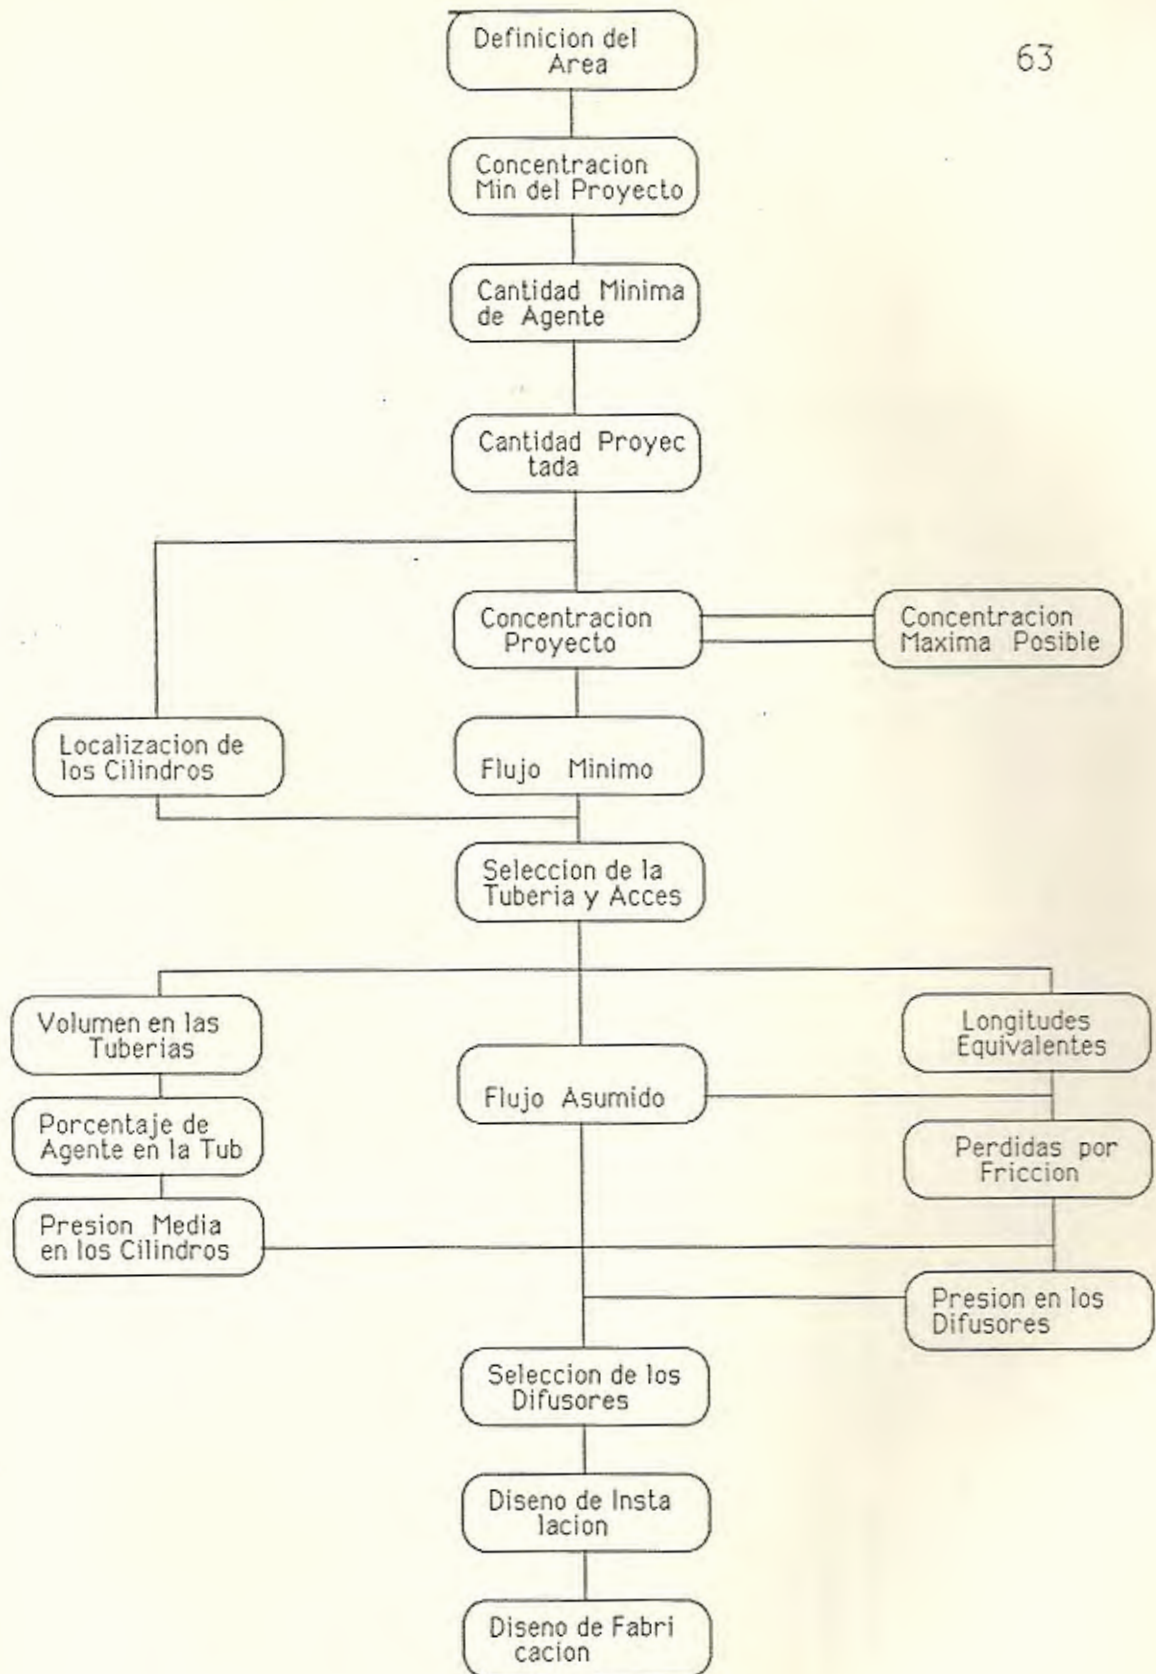 Definicion del
Area
63
Concentracion
Min del Proyecto
Cantidad Minima
de Agente
Cantidad Proyec
tada
Concentracion
Proyecto
Concentracion
Maxima Posible
Localizacion de
los Cilindros
Flujo Minimo
Seleccion de la
Tuberia y Acces
Volumen en las
Tuberias
Longitudes
Equivalentes
Flujo Asumido
Porcentaje de
Agente en la Tub
Perdidas por
Friccion
Presion Media
en los Cilindros
Presion en los
Difusores
Seleccion de los
Difusores
Diseno de Insta
lacion
Diseno de Fabri
cacion